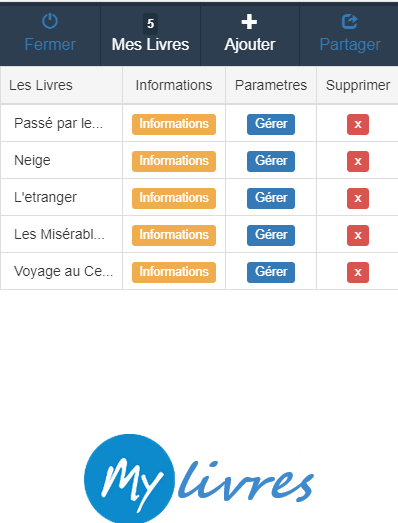 5
Fermer Mes Livres Ajouter Partager
Les Livres Informations Parametres Supprimer
Passé par le... Informations Gérer x
Neige Informations Gérer x
L'etranger Informations Gérer x
Les Misérabl... Informations Gérer x
Voyage au Ce... Informations Gérer x
My livres